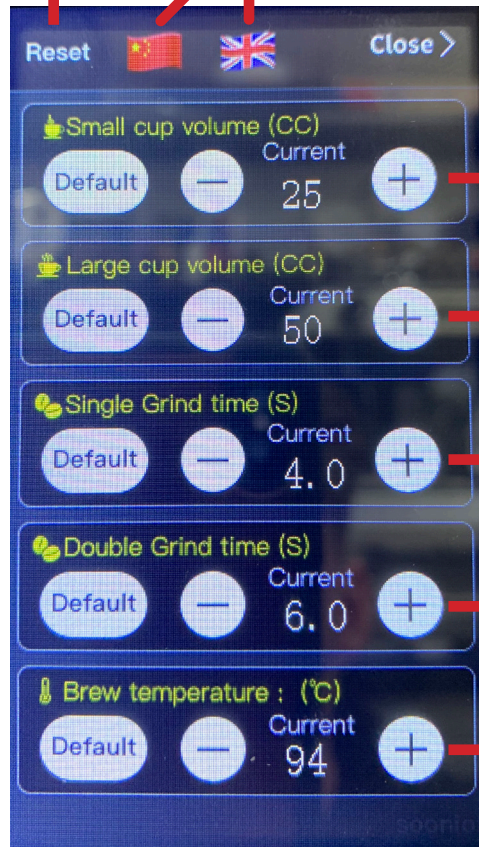 Reset
Close >
Small cup volume (CC)
Current
Default
—
25
+
Large cup volume (CC)
Current
Default
—
50
+
Single Grind time (S)
Current
Default
—
4.0
+
Double Grind time (S)
Current
Default
—
6.0
+
Brew temperature : (℃)
Current
Default
—
94
+